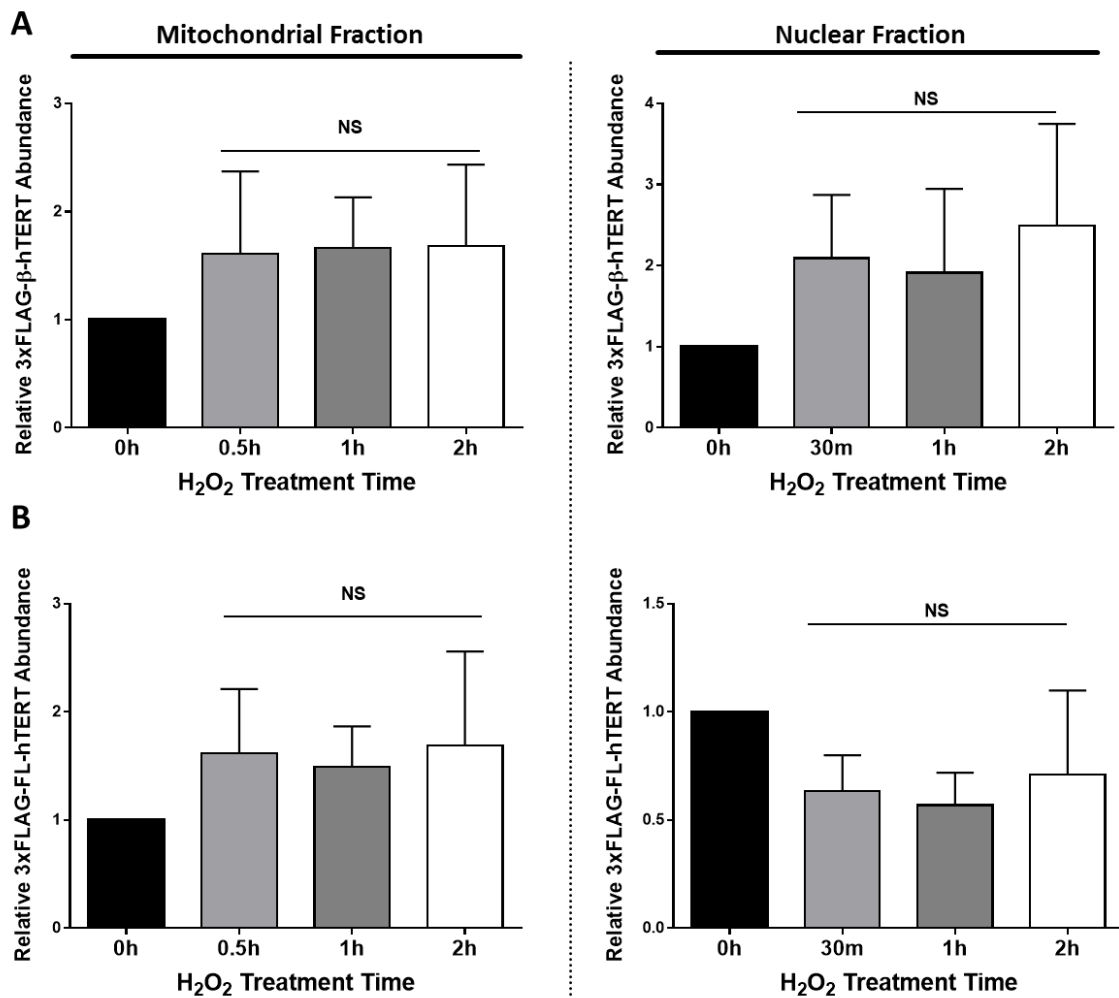 A
Mitochondrial Fraction
Nuclear Fraction
Relative 3xFLAG-β-hTERT Abundance
3
2
1
0
NS
0h 0.5h 1h 2h
H₂O₂ Treatment Time
Relative 3xFLAG-β-hTERT Abundance
4
3
2
1
0
NS
0h 30m 1h 2h
H₂O₂ Treatment Time
B
Relative 3xFLAG-FL-hTERT Abundance
3
2
1
0
NS
0h 0.5h 1h 2h
H₂O₂ Treatment Time
Relative 3xFLAG-FL-hTERT Abundance
1.5
1.0
0.5
0.0
NS
0h 30m 1h 2h
H₂O₂ Treatment Time